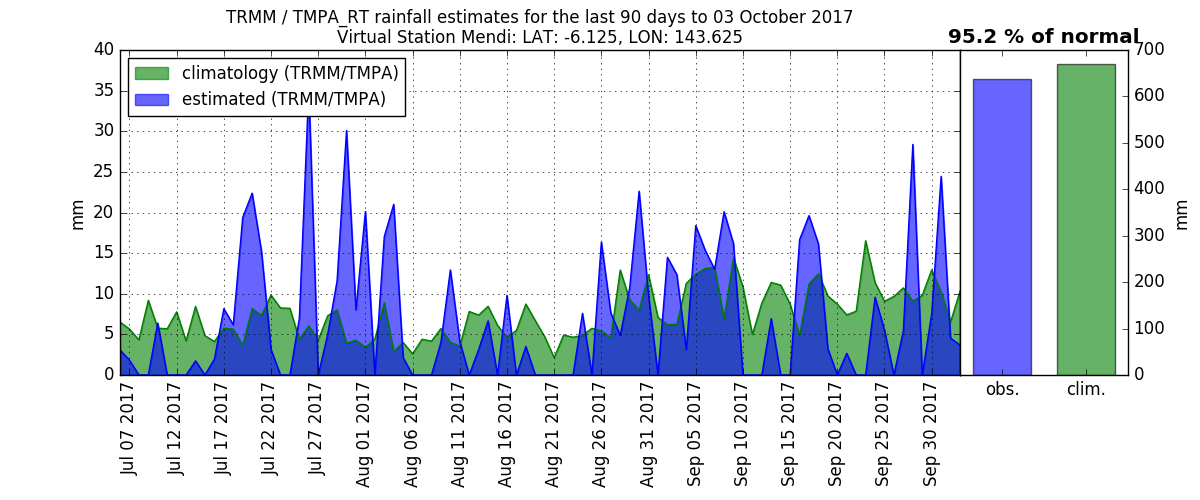 TRMM / TMPA_RT rainfall estimates for the last 90 days to 03 October 2017
Virtual Station Mendi: LAT: -6.125, LON: 143.625
95.2 % of normal
climatology (TRMM/TMPA)
estimated (TRMM/TMPA)
40
35
30
25
20
15
10
5
0
mm
Jul 07 2017
Jul 12 2017
Jul 17 2017
Jul 22 2017
Jul 27 2017
Aug 01 2017
Aug 06 2017
Aug 11 2017
Aug 16 2017
Aug 21 2017
Aug 26 2017
Aug 31 2017
Sep 05 2017
Sep 10 2017
Sep 15 2017
Sep 20 2017
Sep 25 2017
Sep 30 2017
obs.
clim.
700
600
500
400
300
200
100
0
mm